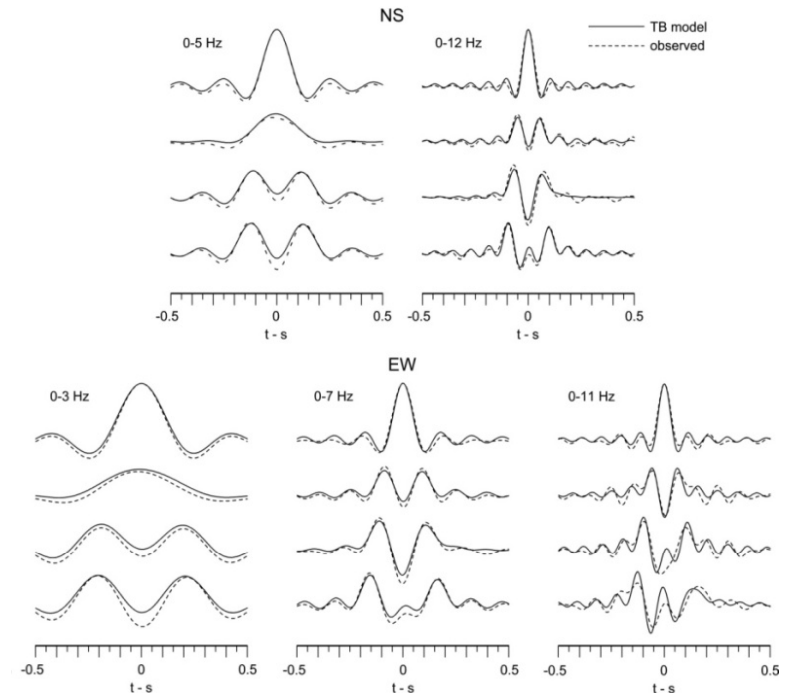 NS
0-5 Hz
0-12 Hz
TB model
observed
-0.5 0 0.5
t - s
-0.5 0 0.5
t - s
EW
0-3 Hz
0-7 Hz
0-11 Hz
-0.5 0 0.5
t - s
-0.5 0 0.5
t - s
-0.5 0 0.5
t - s